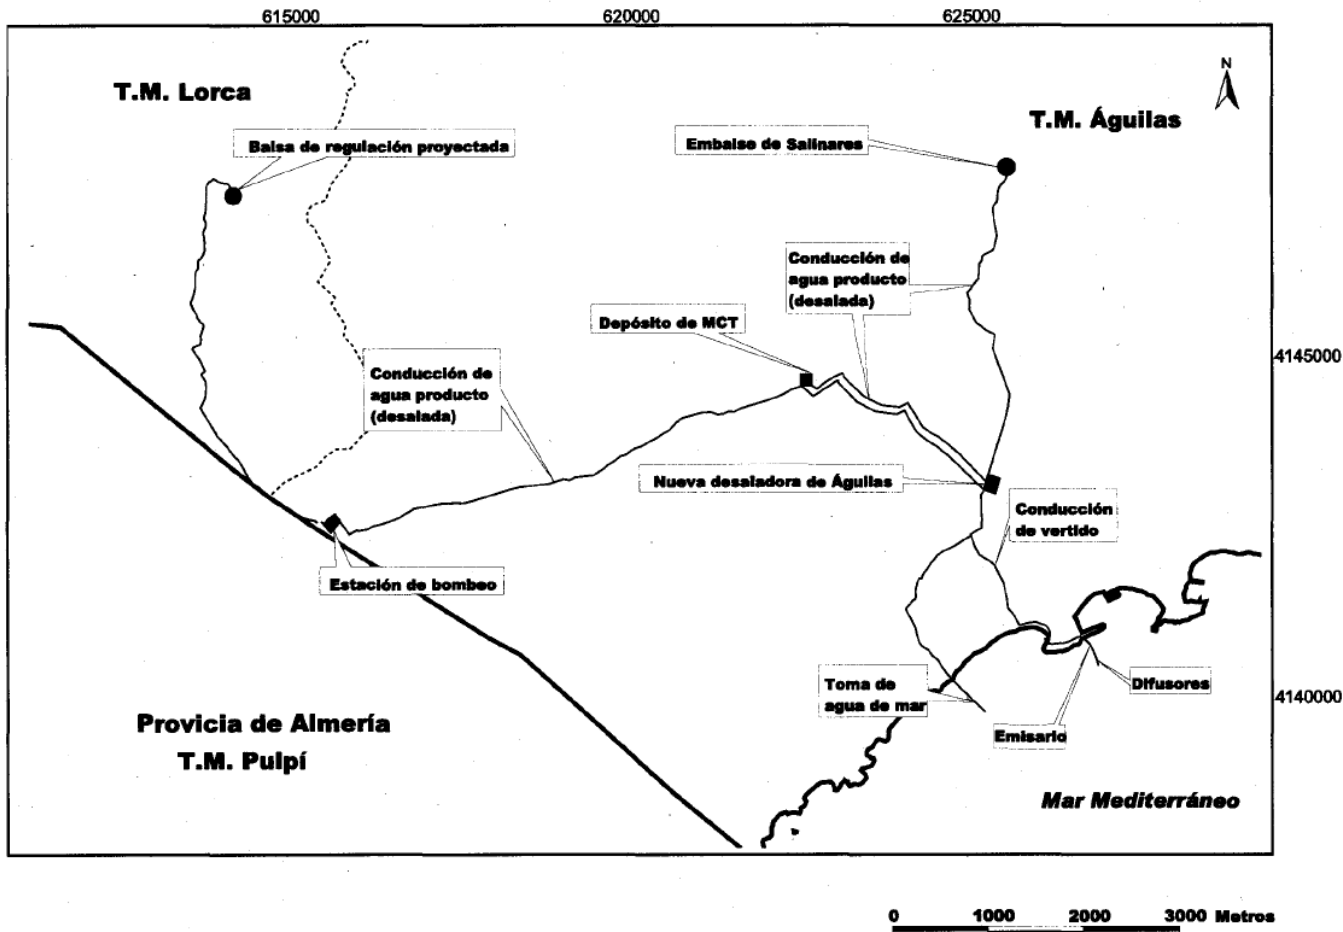 615000 620000 625000
N
T.M. Lorca
T.M. Águilas
Balsa de regulación proyectada
Embalse de Salinares
Conducción de
agua producto
(desalada)
Depósito de MCT
4145000
Conducción de
agua producto
(desalada)
Nueva desaladora de Águilas
Conducción
de vertido
Estación de bombeo
Toma de
agua de mar
Difusores
4140000
Emisario
Provicia de Almería
T.M. Pulpí
Mar Mediterráneo
0 1000 2000 3000 Metros